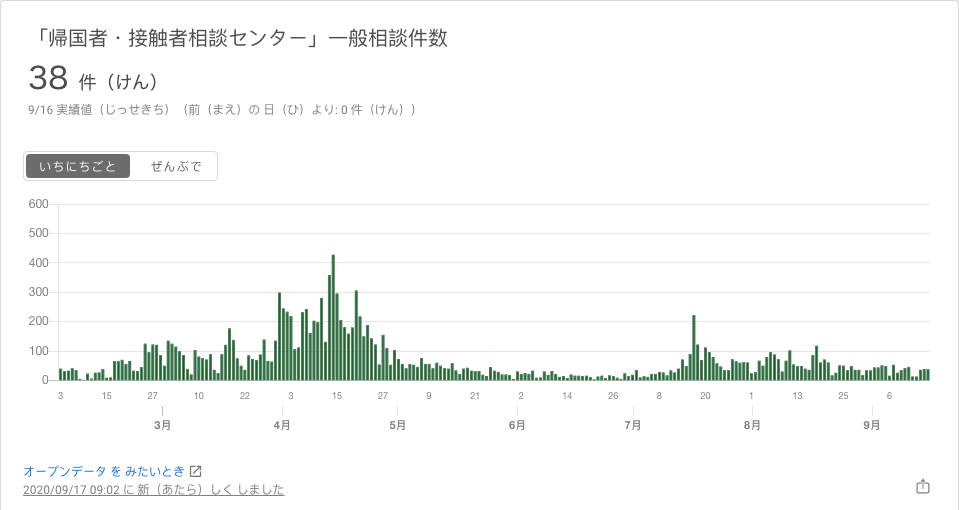 「帰国者・接触者相談センター」一般相談件数
38 件（けん）
9/16 実績値（じっせきち）（前（まえ）の 日（ひ）より: 0 件（けん））
いちにちごと ぜんぶで
600
500
400
300
200
100
0
3 15 27 10 22 3 15 27 9 21 2 14 26 8 20 1 13 25 6
3月 4月 5月 6月 7月 8月 9月
オープンデータ を みたいとき
2020/09/17 09:02 に 新（あたら）しく しました